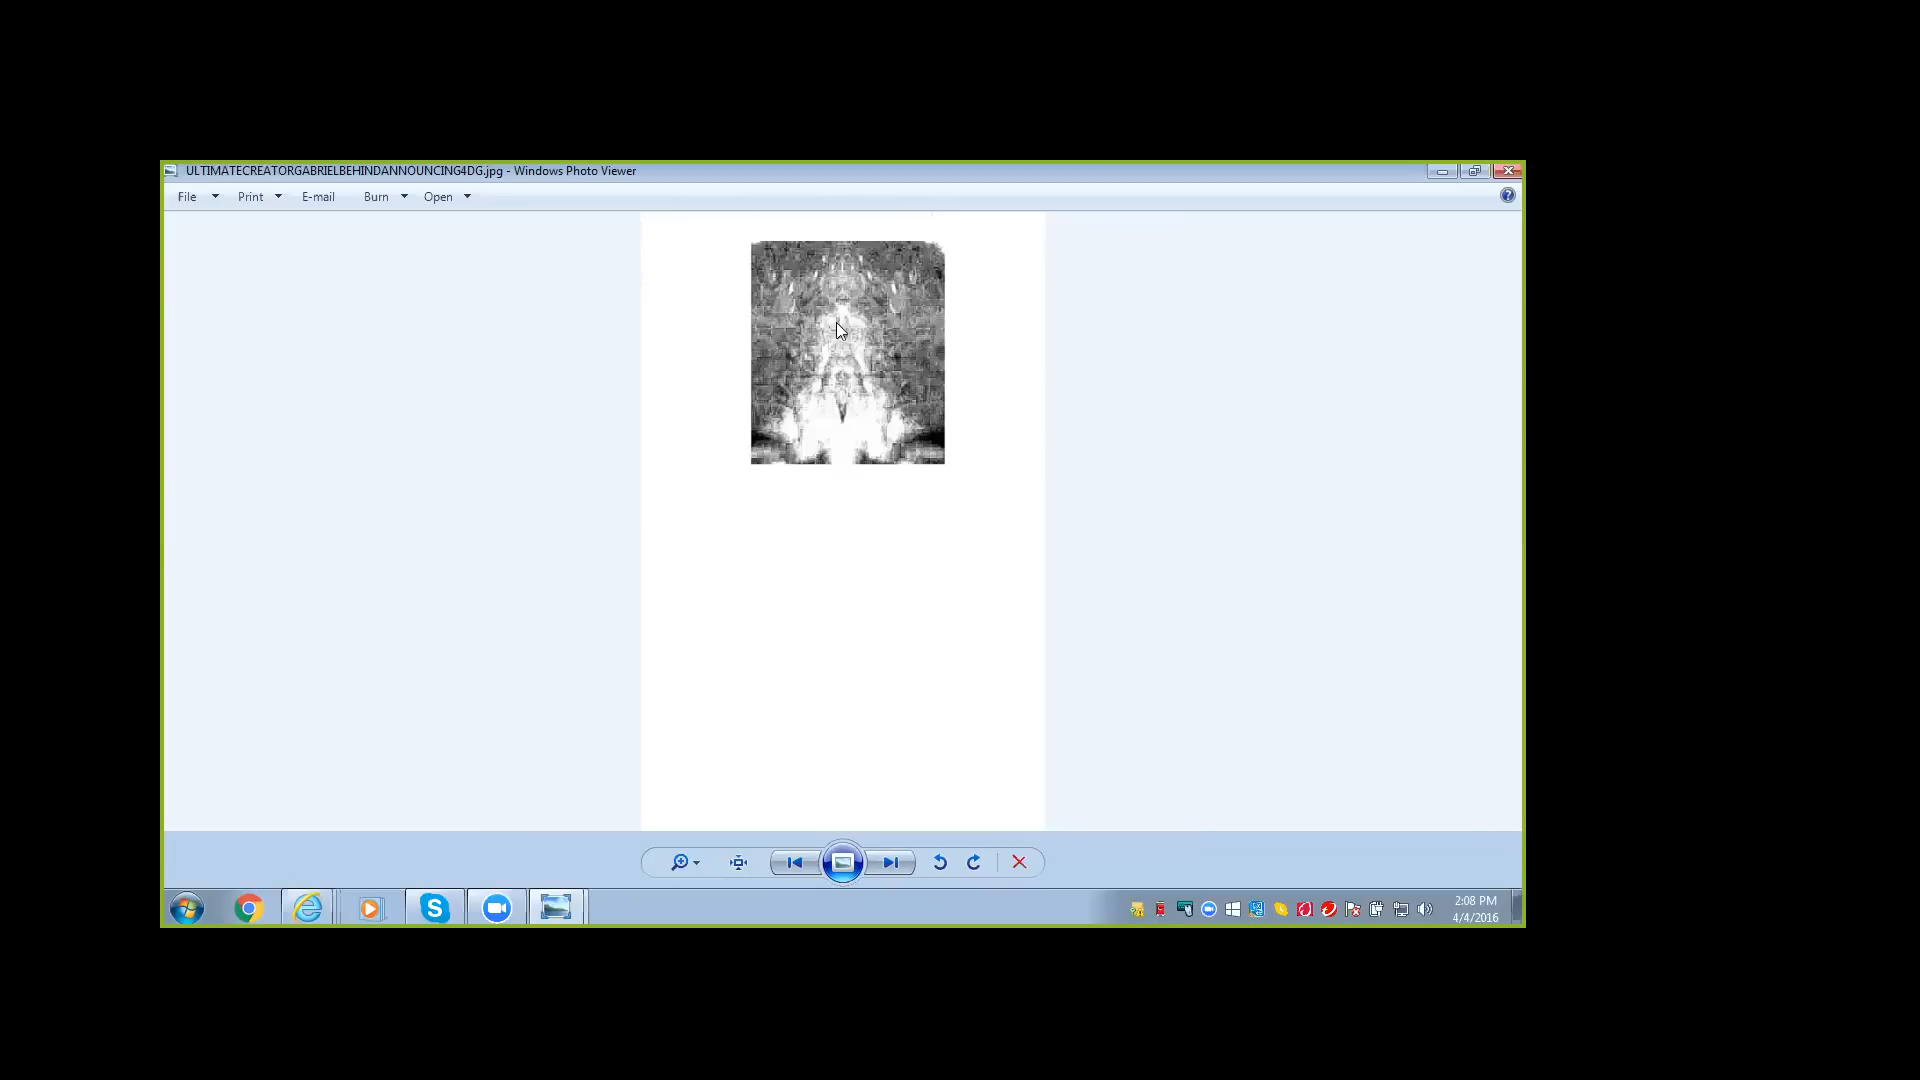 ULTIMATECREATORGABRIELBEHINDANNOUNCING4DG.jpg - Windows Photo Viewer
File Print E-mail Burn Open
2:08 PM
4/4/2016